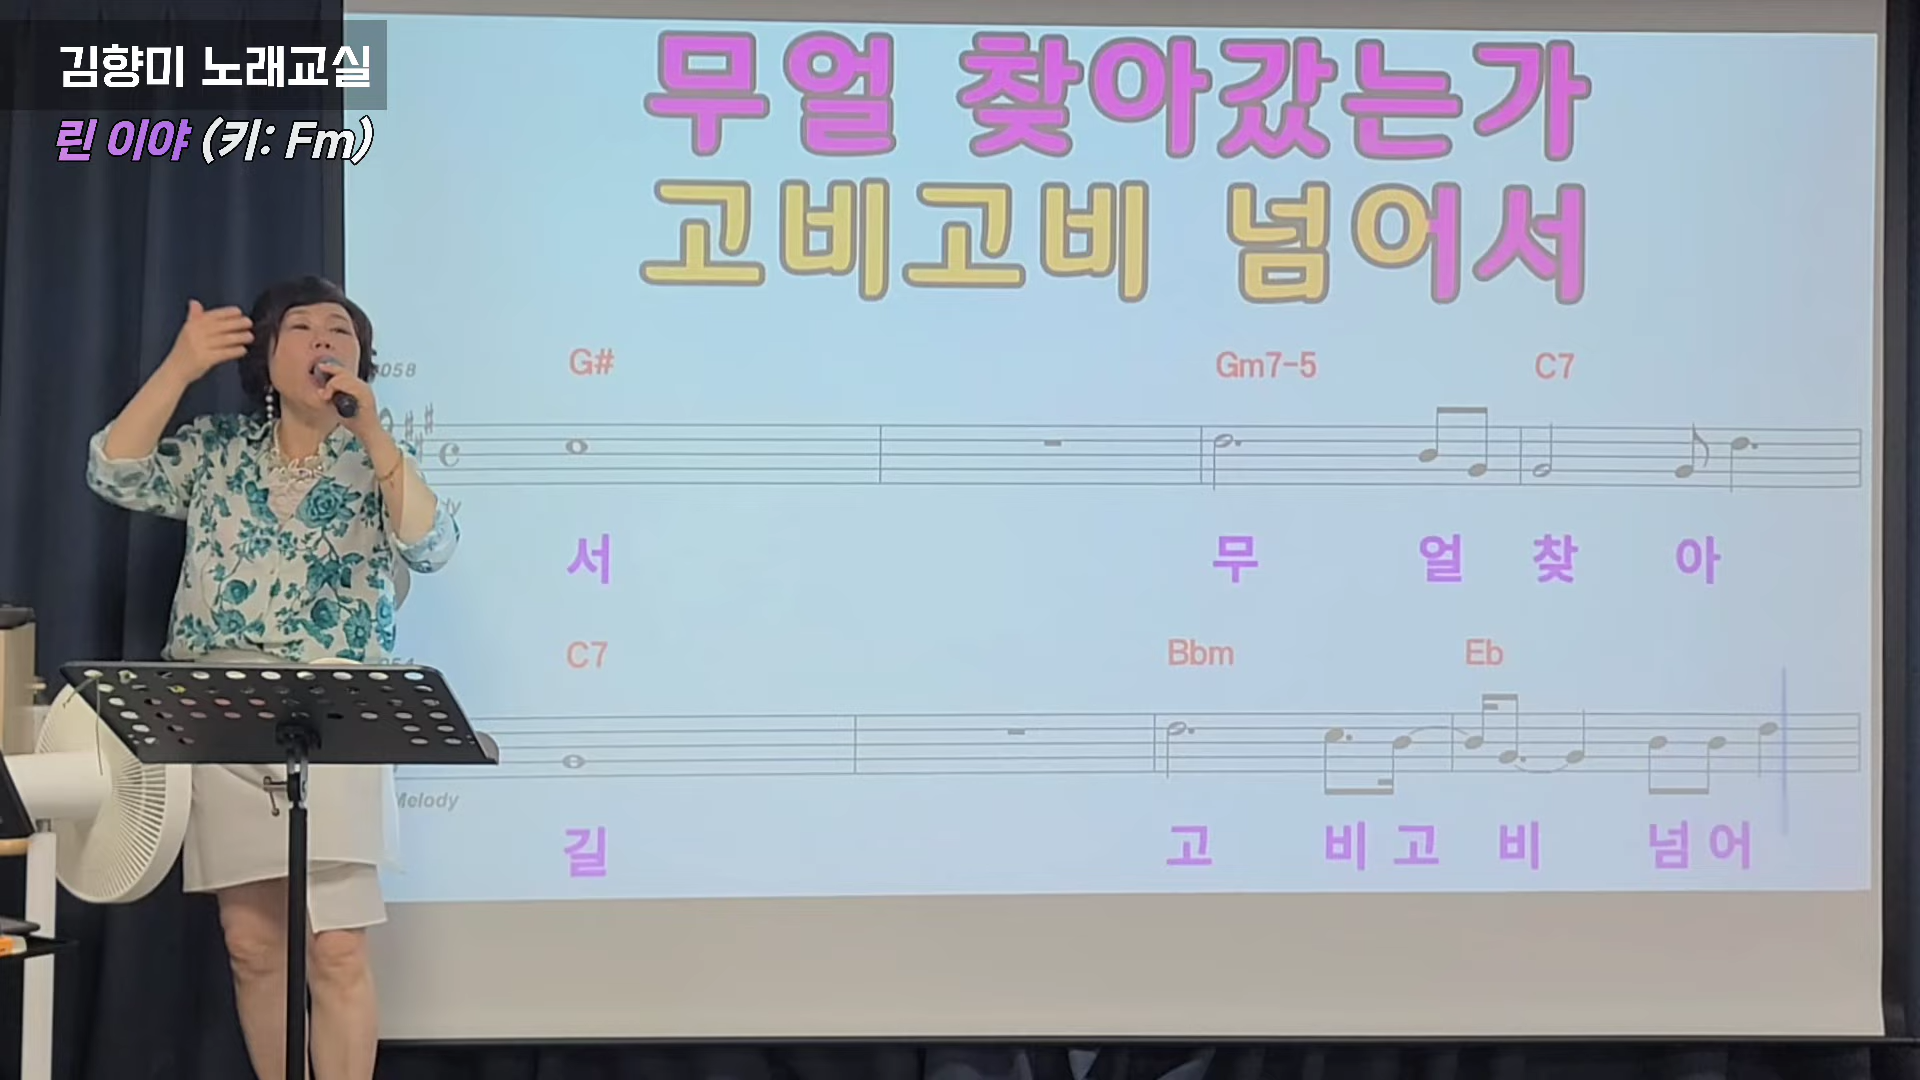 김향미 노래교실
린 이야 (키: Fm)
무얼 찾아갔는가
고비고비 넘어서
G# Gm7-5 C7
서 무 얼 찾 아
C7 Bbm Eb
Melody
길 고 비 고 비 넘 어